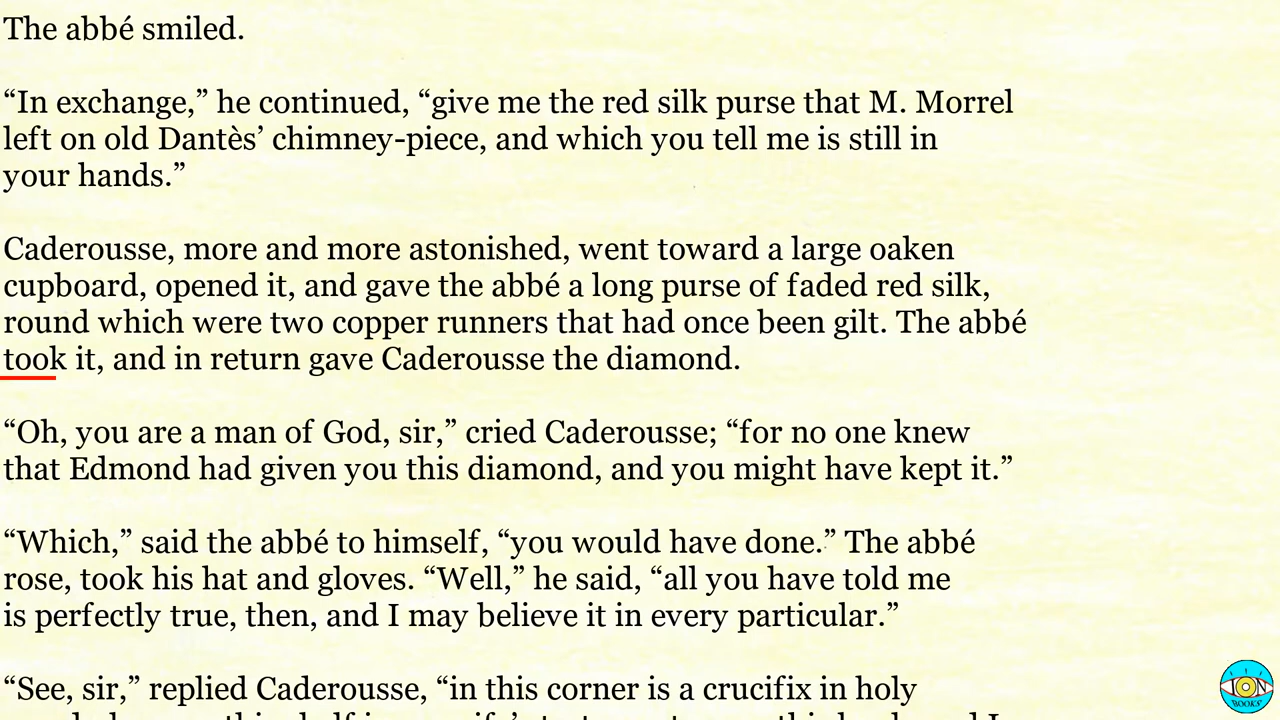 The abbé smiled.
“In exchange,” he continued, “give me the red silk purse that M. Morrel
left on old Dantès’ chimney-piece, and which you tell me is still in
your hands.”
Caderousse, more and more astonished, went toward a large oaken
cupboard, opened it, and gave the abbé a long purse of faded red silk,
round which were two copper runners that had once been gilt. The abbé
took it, and in return gave Caderousse the diamond.
“Oh, you are a man of God, sir,” cried Caderousse; “for no one knew
that Edmond had given you this diamond, and you might have kept it.”
“Which,” said the abbé to himself, “you would have done.” The abbé
rose, took his hat and gloves. “Well,” he said, “all you have told me
is perfectly true, then, and I may believe it in every particular.”
“See, sir,” replied Caderousse, “in this corner is a crucifix in holy
ION
BOOKS